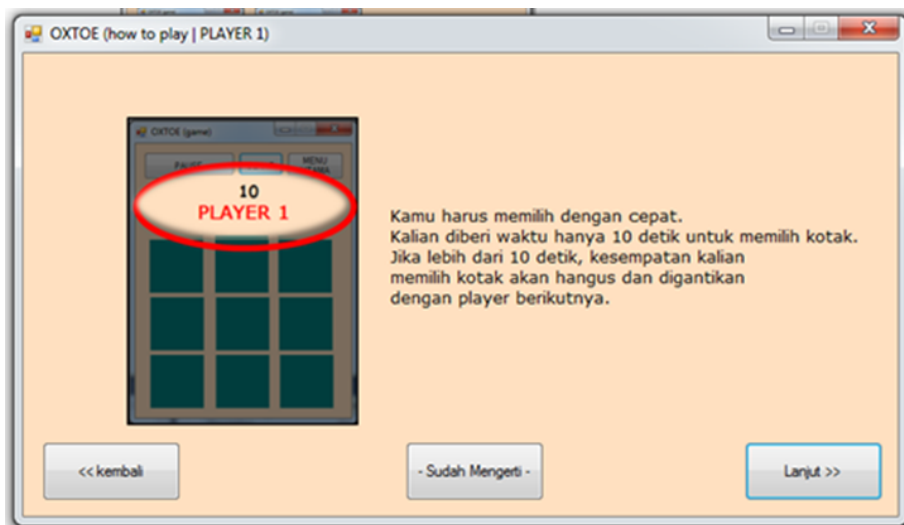 OXTOE (how to play | PLAYER 1)
OXTOE (game)
PAUSE
MENU
10
PLAYER 1
Kamu harus memilih dengan cepat.
Kalian diberi waktu hanya 10 detik untuk memilih kotak.
Jika lebih dari 10 detik, kesempatan kalian
memilih kotak akan hangus dan digantikan
dengan player berikutnya.
<< kembali
- Sudah Mengerti -
Lanjut >>